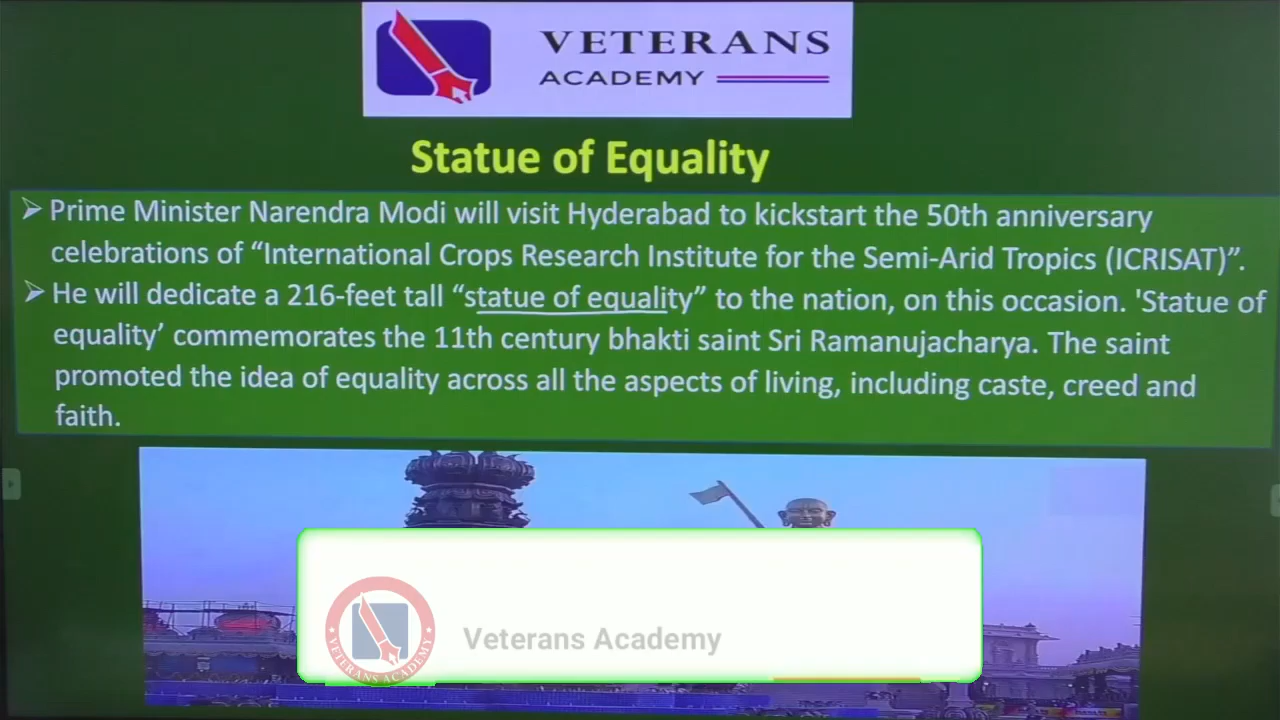 VETERANS
ACADEMY
Statue of Equality
➢ Prime Minister Narendra Modi will visit Hyderabad to kickstart the 50th anniversary
celebrations of “International Crops Research Institute for the Semi-Arid Tropics (ICRISAT)”.
➢ He will dedicate a 216-feet tall “statue of equality” to the nation, on this occasion. 'Statue of
equality’ commemorates the 11th century bhakti saint Sri Ramanujacharya. The saint
promoted the idea of equality across all the aspects of living, including caste, creed and
faith.
VETERANS ACADEMY
Veterans Academy